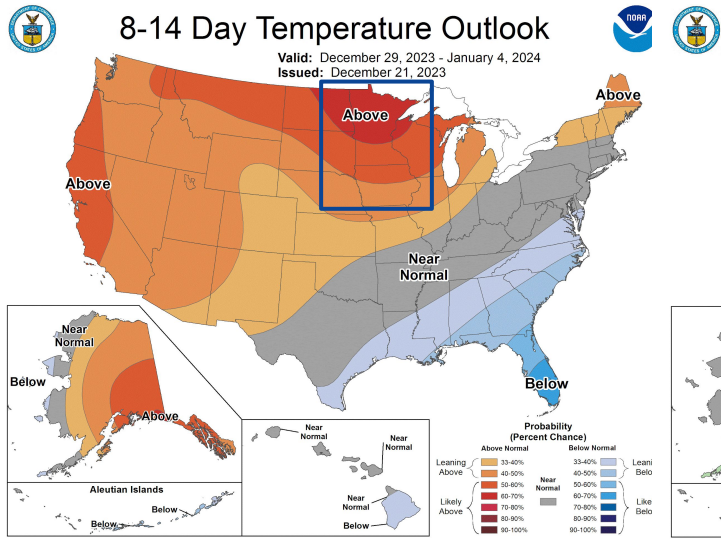 8-14 Day Temperature Outlook
NOAA
Valid: December 29, 2023 - January 4, 2024
Issued: December 21, 2023
Above
Above
Above
Near
Normal
Below
Near
Normal
Below
Above
Aleutian Islands
Below
Below
Near
Normal
Near
Normal
Near
Normal
Below
Probability
(Percent Chance)
Above Normal
Below Normal
Leaning
Above
33-40%
40-50%
Likely
Above
50-60%
60-70%
70-80%
80-90%
90-100%
Near
Normal
33-40%
40-50%
Leani
Belo
50-60%
60-70%
70-80%
80-90%
90-100%
Like
Belo